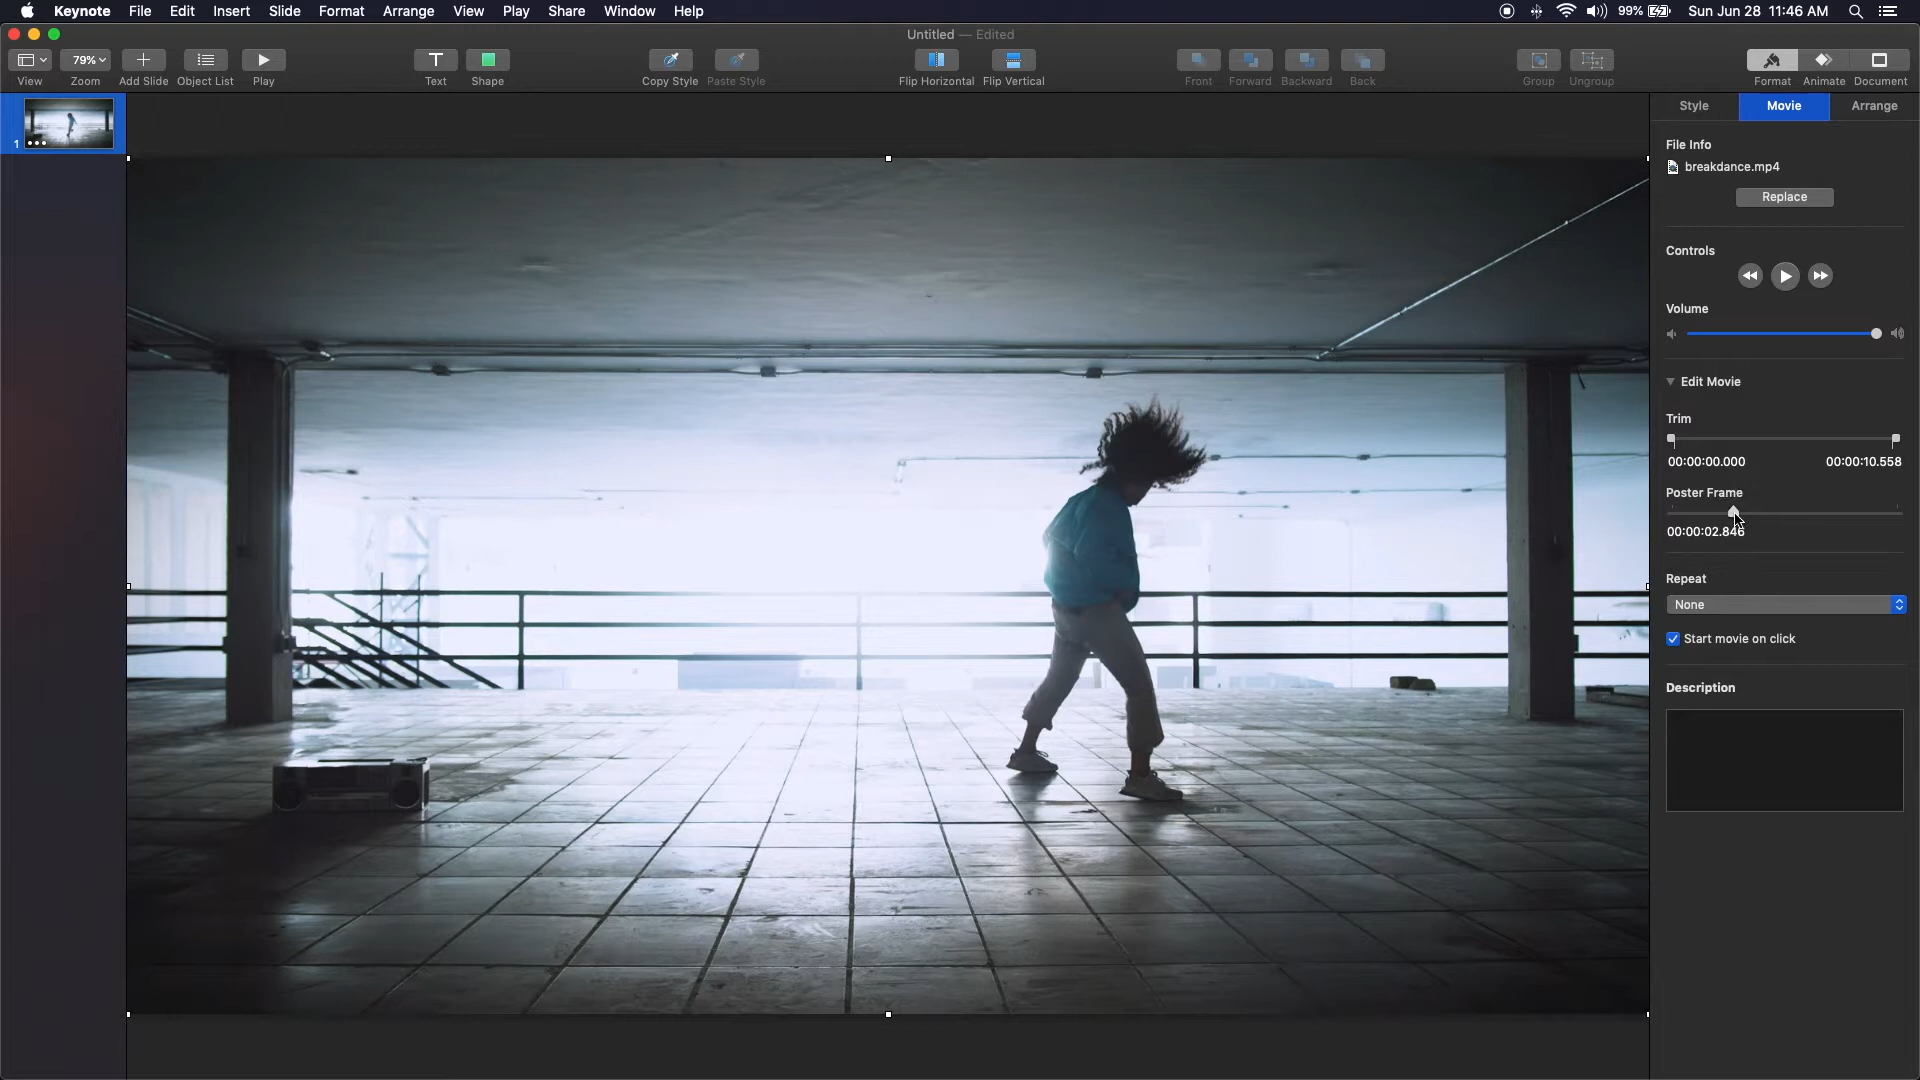 Keynote File Edit Insert Slide Format Arrange View Play Share Window Help 99% Sun Jun 28 11:46 AM
Untitled — Edited
79%
View Zoom Add Slide Object List Play Text Shape Copy Style Paste Style Flip Horizontal Flip Vertical Front Forward Backward Back Group Ungroup Format Animate Document
1
Style Movie Arrange
File Info
breakdance.mp4
Replace
Controls
Volume
Edit Movie
Trim
00:00:00.000 00:00:10.558
Poster Frame
00:00:02.846
Repeat
None
Start movie on click
Description